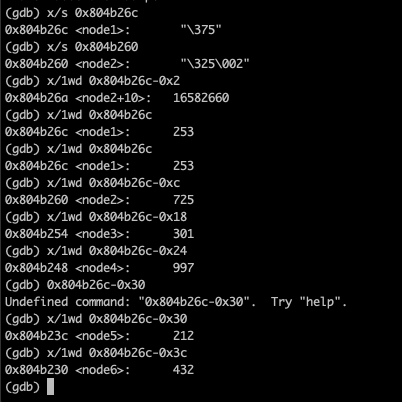 (gdb) x/s 0x804b26c
0x804b26c <node1>:       "\375"
(gdb) x/s 0x804b260
0x804b260 <node2>:       "\325\002"
(gdb) x/1wd 0x804b26c-0x2
0x804b26a <node2+10>:   16582660
(gdb) x/1wd 0x804b26c
0x804b26c <node1>:      253
(gdb) x/1wd 0x804b26c
0x804b26c <node1>:      253
(gdb) x/1wd 0x804b26c-0xc
0x804b260 <node2>:      725
(gdb) x/1wd 0x804b26c-0x18
0x804b254 <node3>:      301
(gdb) x/1wd 0x804b26c-0x24
0x804b248 <node4>:      997
(gdb) 0x804b26c-0x30
Undefined command: "0x804b26c-0x30".  Try "help".
(gdb) x/1wd 0x804b26c-0x30
0x804b23c <node5>:      212
(gdb) x/1wd 0x804b26c-0x3c
0x804b230 <node6>:      432
(gdb)